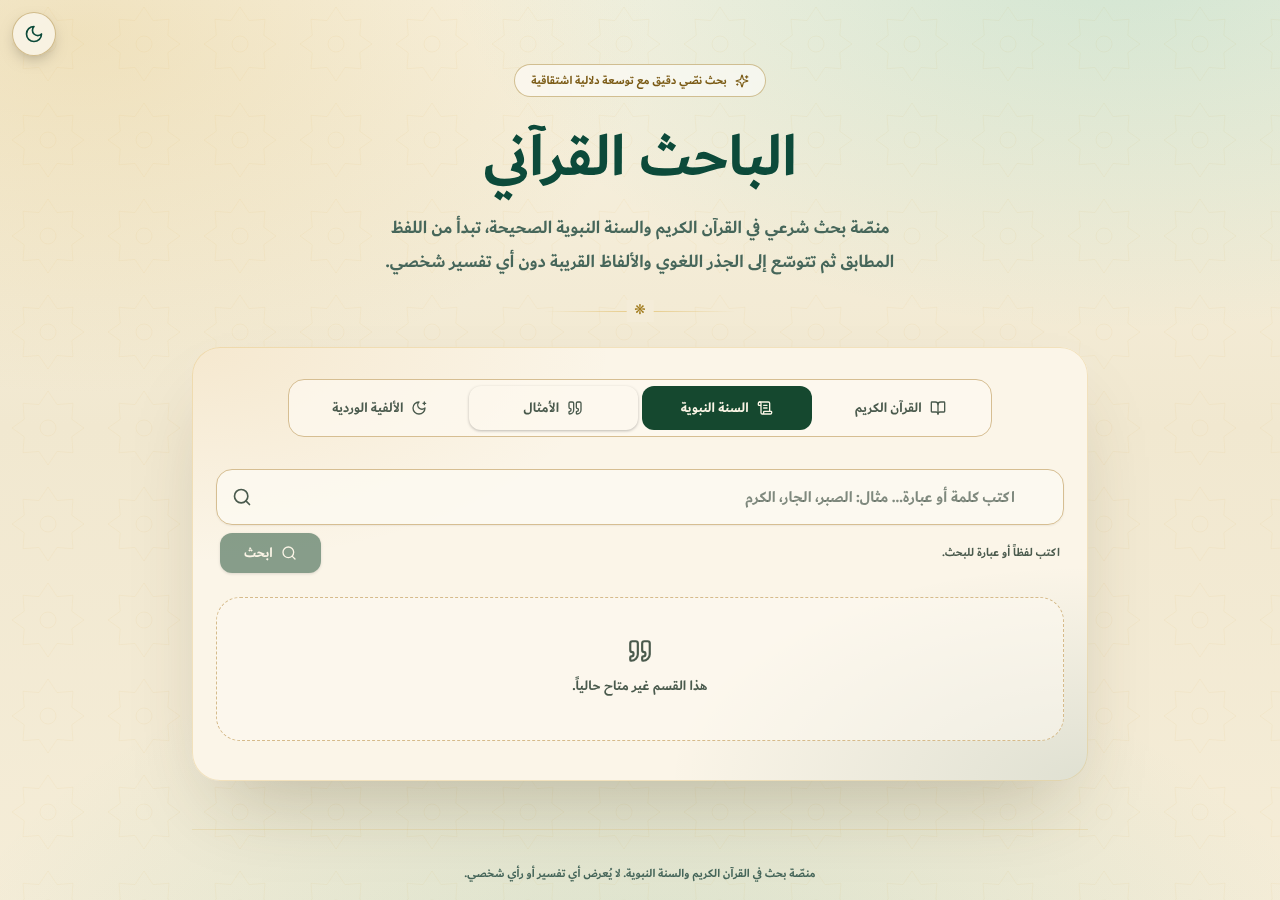 بحث نصّي دقيق مع توسعة دلالية اشتقاقية
الباحث القرآني
منصّة بحث شرعي في القرآن الكريم والسنة النبوية الصحيحة، تبدأ من اللفظ
المطابق ثم تتوسّع إلى الجذر اللغوي والألفاظ القريبة دون أي تفسير شخصي.
القرآن الكريم
السنة النبوية
الأمثال
الألفية الوردية
اكتب كلمة أو عبارة... مثال: الصبر، الجار، الكرم
اكتب لفظاً أو عبارة للبحث.
ابحث
هذا القسم غير متاح حالياً.
منصّة بحث في القرآن الكريم والسنة النبوية. لا يُعرض أي تفسير أو رأي شخصي.